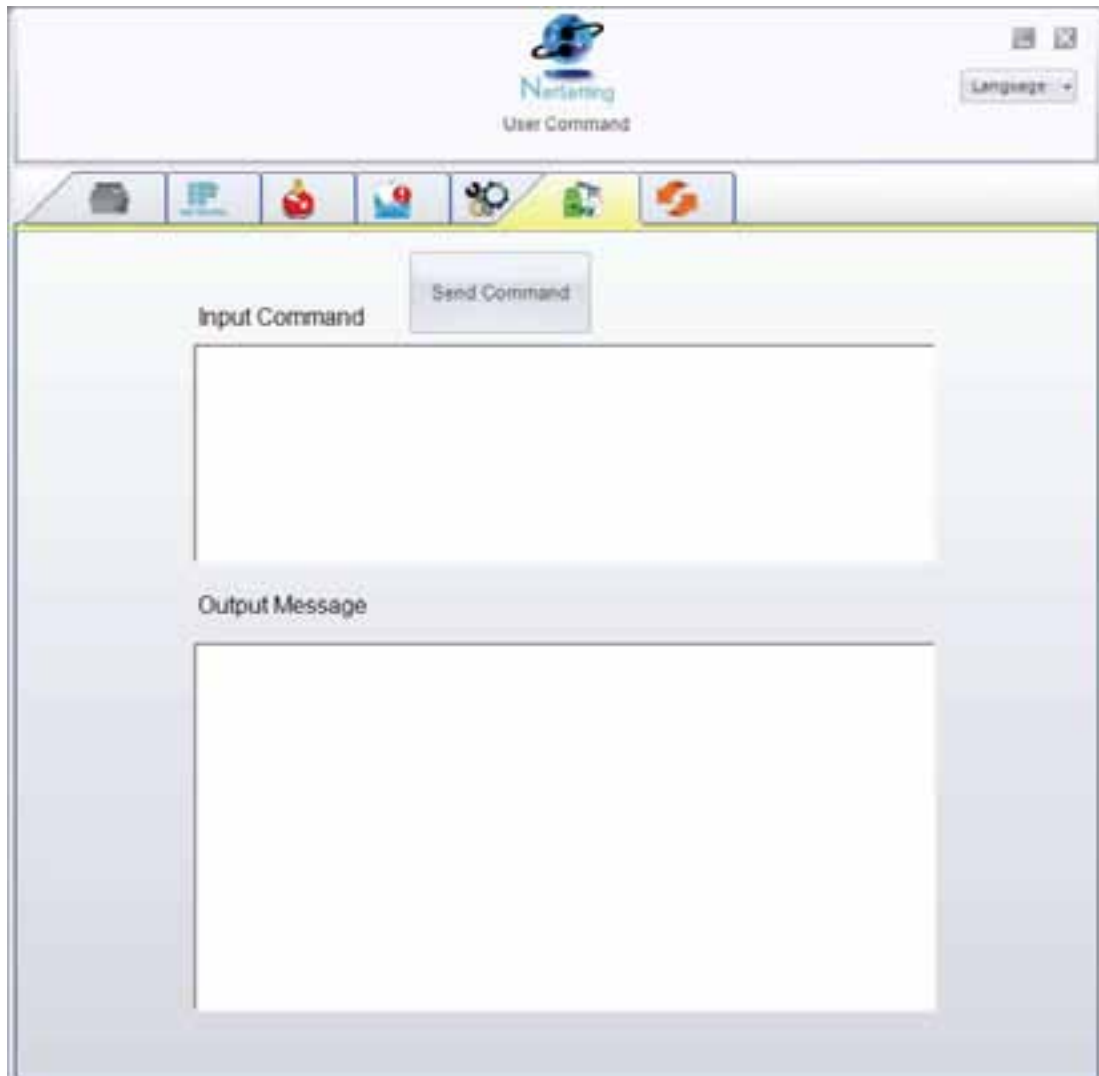 NetSetting
User Command
Language
Send Command
Input Command
Output Message